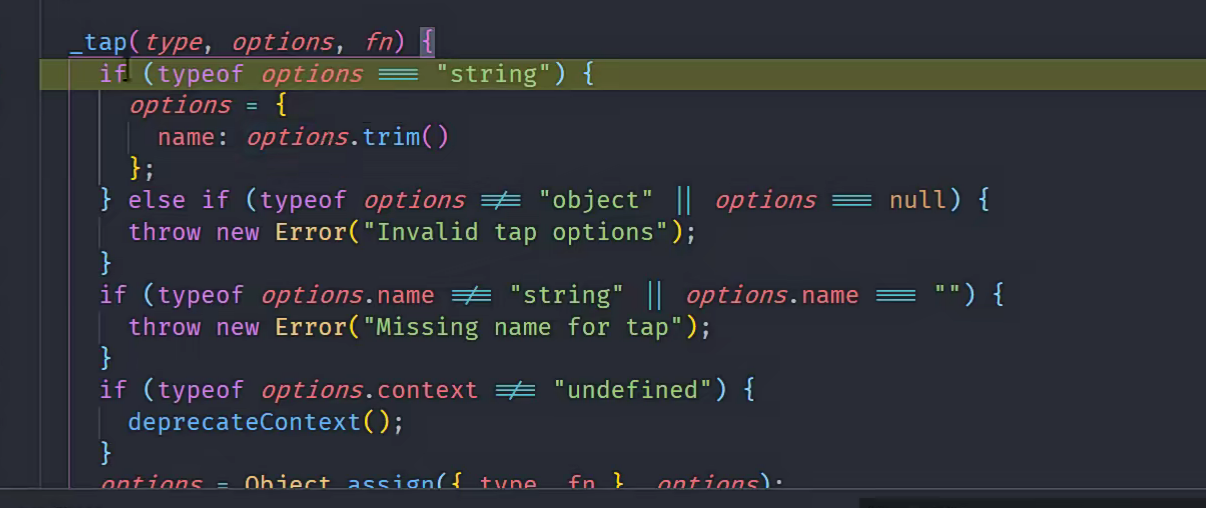 _tap(type, options, fn) {
if (typeof options === "string") {
options = {
name: options.trim()
};
} else if (typeof options !== "object" || options === null) {
throw new Error("Invalid tap options");
}
if (typeof options.name !== "string" || options.name === "") {
throw new Error("Missing name for tap");
}
if (typeof options.context !== "undefined") {
deprecateContext();
}
options = Object.assign({ type, fn }, options);